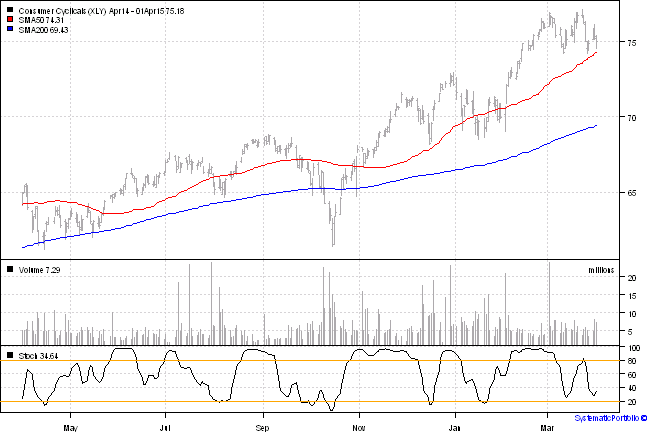 Consumer Cyclicals (XLY) Apr14 - 01Apr15 75.18
SMA50 74.31
SMA200 69.43
75
70
65
Volume 7.29
millions
20
15
10
5
Stoch 34.64
100
80
60
40
20
May Jul Sep Nov Jan Mar
SystematicPortfolio ©